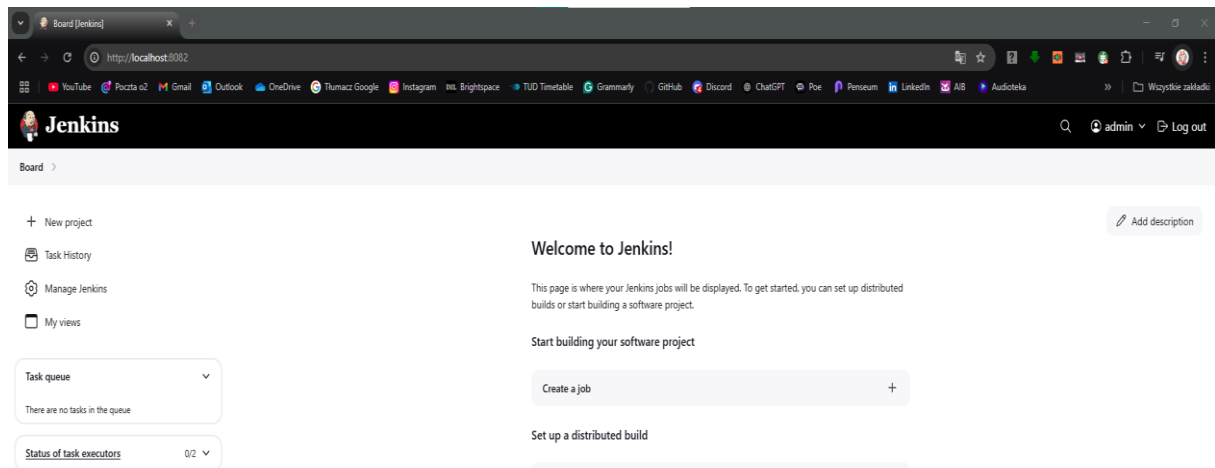 Board [Jenkins]
http://localhost:8082
YouTube Poczta o2 Gmail Outlook OneDrive Tłumacz Google Instagram Brightspace TUD Timetable Grammarly GitHub Discord ChatGPT Poe Penseum LinkedIn AIB Audioteka » Wszystkie zakładki
Jenkins admin Log out
Board >
New project Add description
Task History
Manage Jenkins
My views
Welcome to Jenkins!
This page is where your Jenkins jobs will be displayed. To get started, you can set up distributed
builds or start building a software project.
Start building your software project
Task queue
Create a job +
There are no tasks in the queue
Set up a distributed build
Status of task executors 0/2